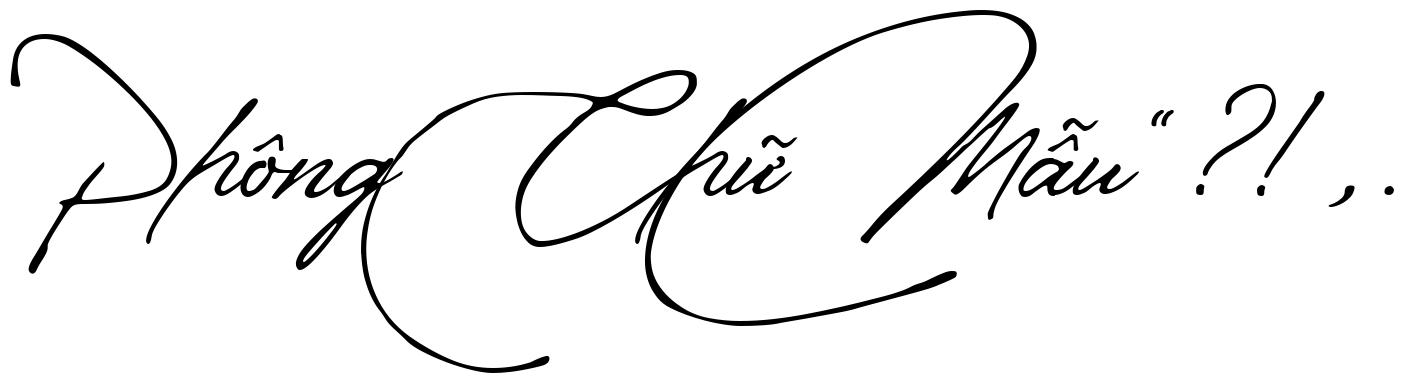 Phông Chữ Mẫu “ ? ! , .